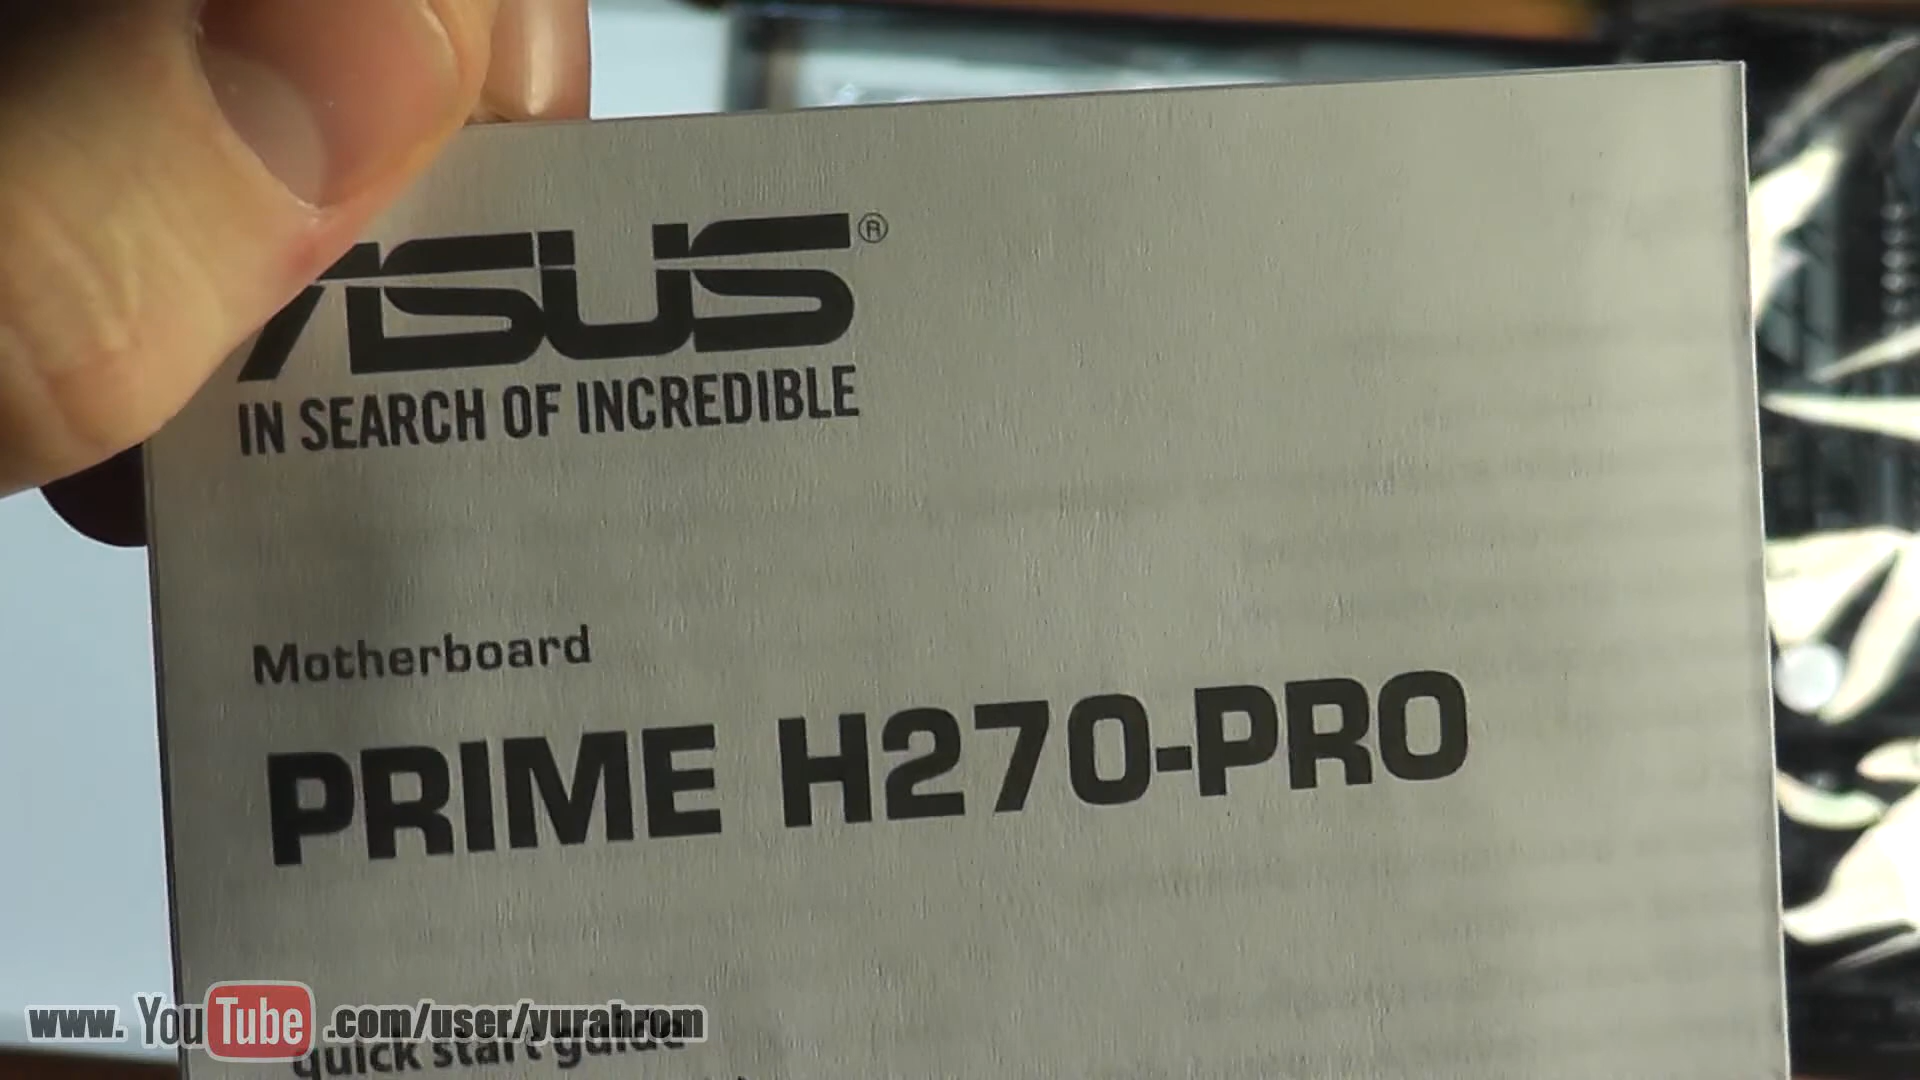 ASUS®
IN SEARCH OF INCREDIBLE
Motherboard
PRIME H270-PRO
quick start guide
www.YouTube.com/user/yurahrom